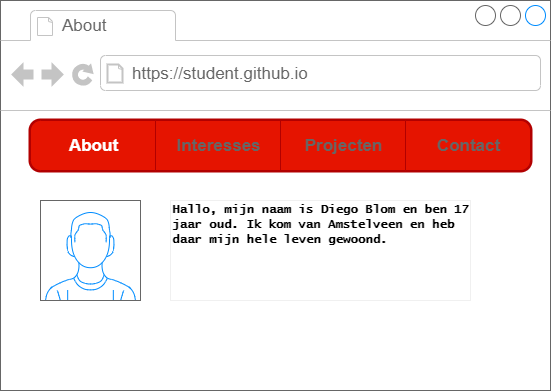 About
https://student.github.io
About Interesses Projecten Contact
Hallo, mijn naam is Diego Blom en ben 17
jaar oud. Ik kom van Amstelveen en heb
daar mijn hele leven gewoond.